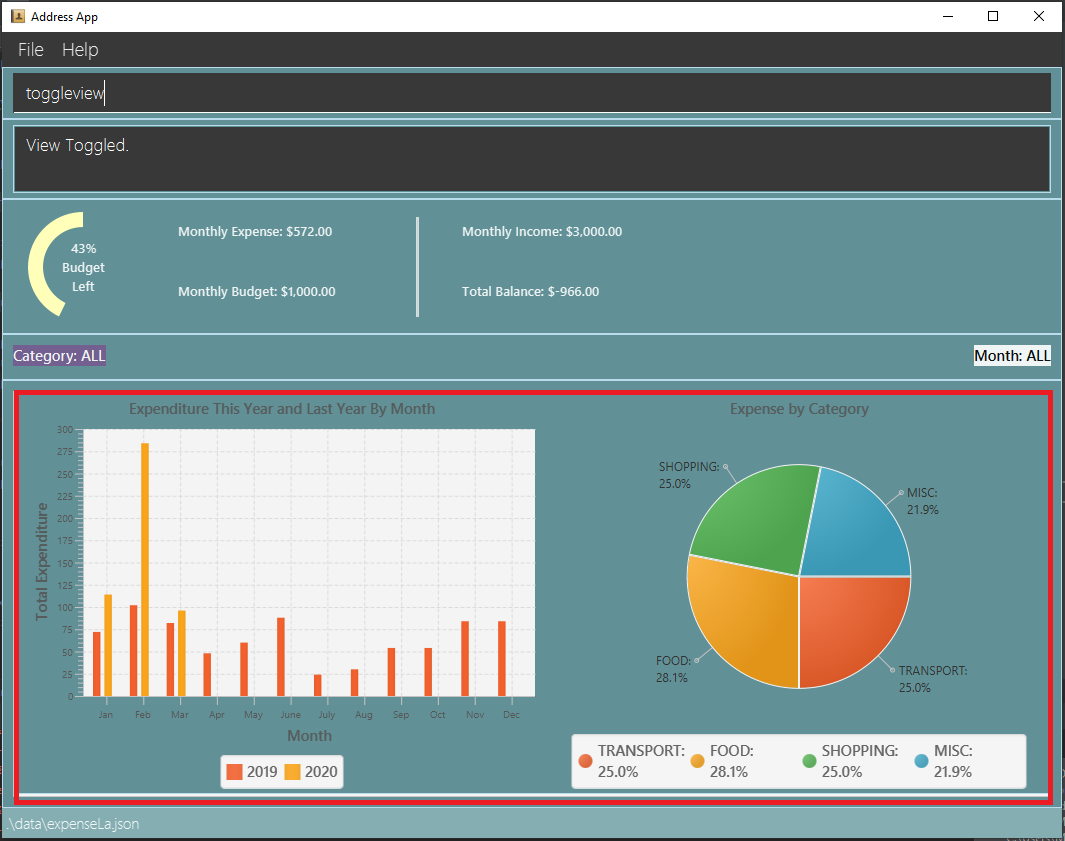 Address App
File Help
toggleview
View Toggled.
43%
Budget
Left
Monthly Expense: $572.00
Monthly Income: $3,000.00
Monthly Budget: $1,000.00
Total Balance: $-966.00
Category: ALL
Month: ALL
Expenditure This Year and Last Year By Month
Total Expenditure
300
275
250
225
200
175
150
125
100
75
50
25
0
Jan Feb Mar Apr May June July Aug Sep Oct Nov Dec
Month
2019 2020
Expense by Category
SHOPPING:
25.0%
MISC:
21.9%
FOOD:
28.1%
TRANSPORT:
25.0%
TRANSPORT: FOOD: SHOPPING: MISC:
25.0% 28.1% 25.0% 21.9%
.\data\expenseLa.json